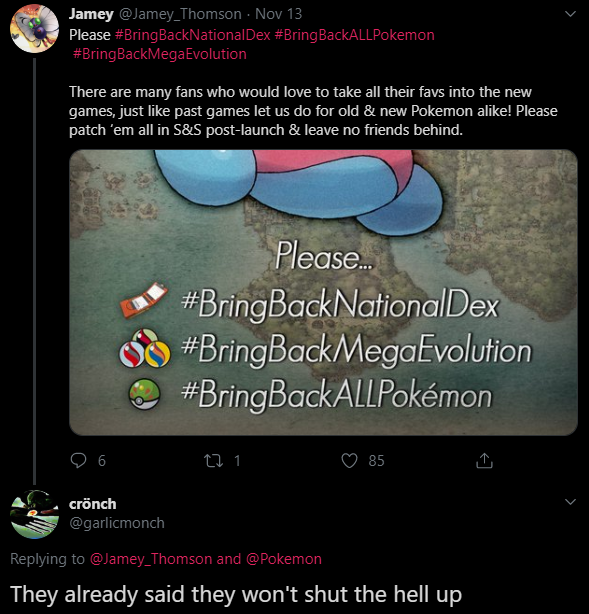 Jamey @Jamey_Thomson · Nov 13
Please #BringBackNationalDex #BringBackALLPokemon
#BringBackMegaEvolution
There are many fans who would love to take all their favs into the new
games, just like past games let us do for old & new Pokemon alike! Please
patch 'em all in S&S post-launch & leave no friends behind.
Please...
#BringBackNationalDex
#BringBackMegaEvolution
#BringBackALLPokémon
6 1 85
crönch
@garlicmonch
Replying to @Jamey_Thomson and @Pokemon
They already said they won't shut the hell up